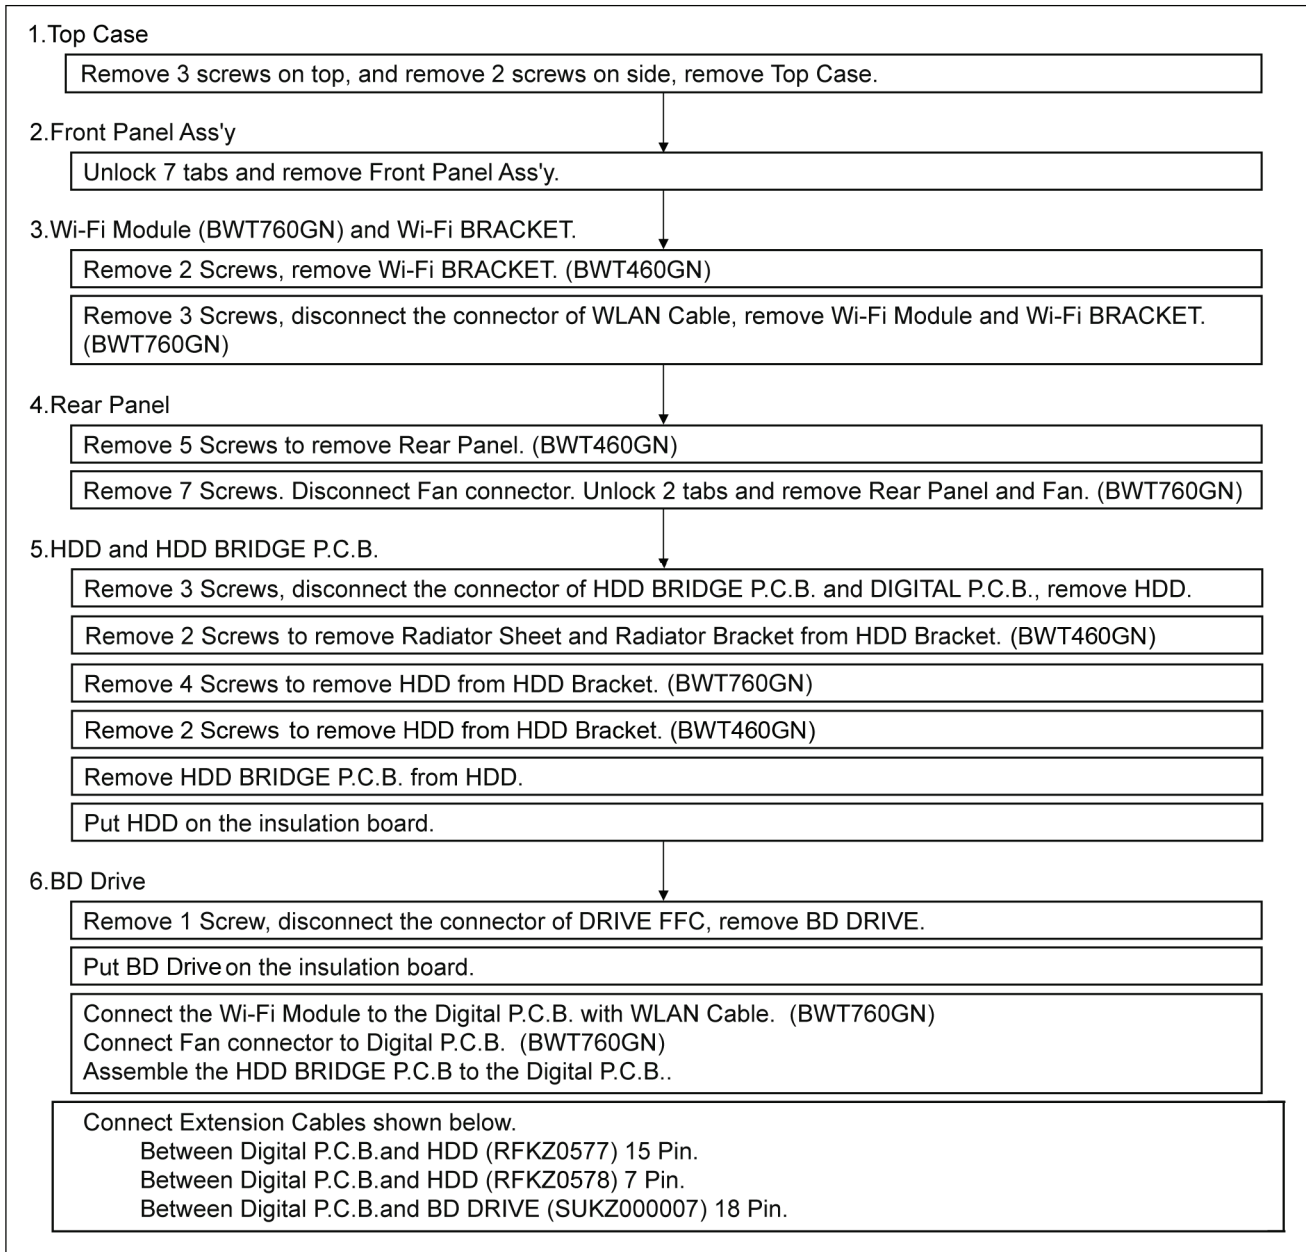 1.Top Case
Remove 3 screws on top, and remove 2 screws on side, remove Top Case.
2.Front Panel Ass'y
Unlock 7 tabs and remove Front Panel Ass'y.
3.Wi-Fi Module (BWT760GN) and Wi-Fi BRACKET.
Remove 2 Screws, remove Wi-Fi BRACKET. (BWT460GN)
Remove 3 Screws, disconnect the connector of WLAN Cable, remove Wi-Fi Module and Wi-Fi BRACKET.
(BWT760GN)
4.Rear Panel
Remove 5 Screws to remove Rear Panel. (BWT460GN)
Remove 7 Screws. Disconnect Fan connector. Unlock 2 tabs and remove Rear Panel and Fan. (BWT760GN)
5.HDD and HDD BRIDGE P.C.B.
Remove 3 Screws, disconnect the connector of HDD BRIDGE P.C.B. and DIGITAL P.C.B., remove HDD.
Remove 2 Screws to remove Radiator Sheet and Radiator Bracket from HDD Bracket. (BWT460GN)
Remove 4 Screws to remove HDD from HDD Bracket. (BWT760GN)
Remove 2 Screws to remove HDD from HDD Bracket. (BWT460GN)
Remove HDD BRIDGE P.C.B. from HDD.
Put HDD on the insulation board.
6.BD Drive
Remove 1 Screw, disconnect the connector of DRIVE FFC, remove BD DRIVE.
Put BD Drive on the insulation board.
Connect the Wi-Fi Module to the Digital P.C.B. with WLAN Cable. (BWT760GN)
Connect Fan connector to Digital P.C.B. (BWT760GN)
Assemble the HDD BRIDGE P.C.B to the Digital P.C.B..
Connect Extension Cables shown below.
Between Digital P.C.B.and HDD (RFKZ0577) 15 Pin.
Between Digital P.C.B.and HDD (RFKZ0578) 7 Pin.
Between Digital P.C.B.and BD DRIVE (SUKZ000007) 18 Pin.